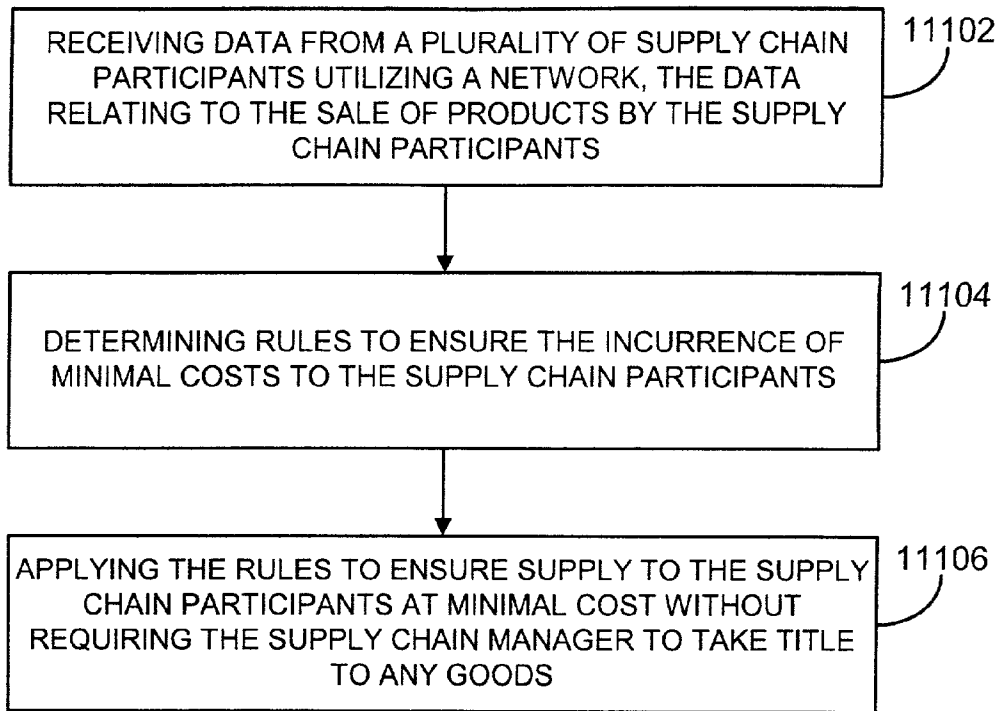 RECEIVING DATA FROM A PLURALITY OF SUPPLY CHAIN
PARTICIPANTS UTILIZING A NETWORK, THE DATA
RELATING TO THE SALE OF PRODUCTS BY THE SUPPLY
CHAIN PARTICIPANTS
11102
DETERMINING RULES TO ENSURE THE INCURRENCE OF
MINIMAL COSTS TO THE SUPPLY CHAIN PARTICIPANTS
11104
APPLYING THE RULES TO ENSURE SUPPLY TO THE SUPPLY
CHAIN PARTICIPANTS AT MINIMAL COST WITHOUT
REQUIRING THE SUPPLY CHAIN MANAGER TO TAKE TITLE
TO ANY GOODS
11106